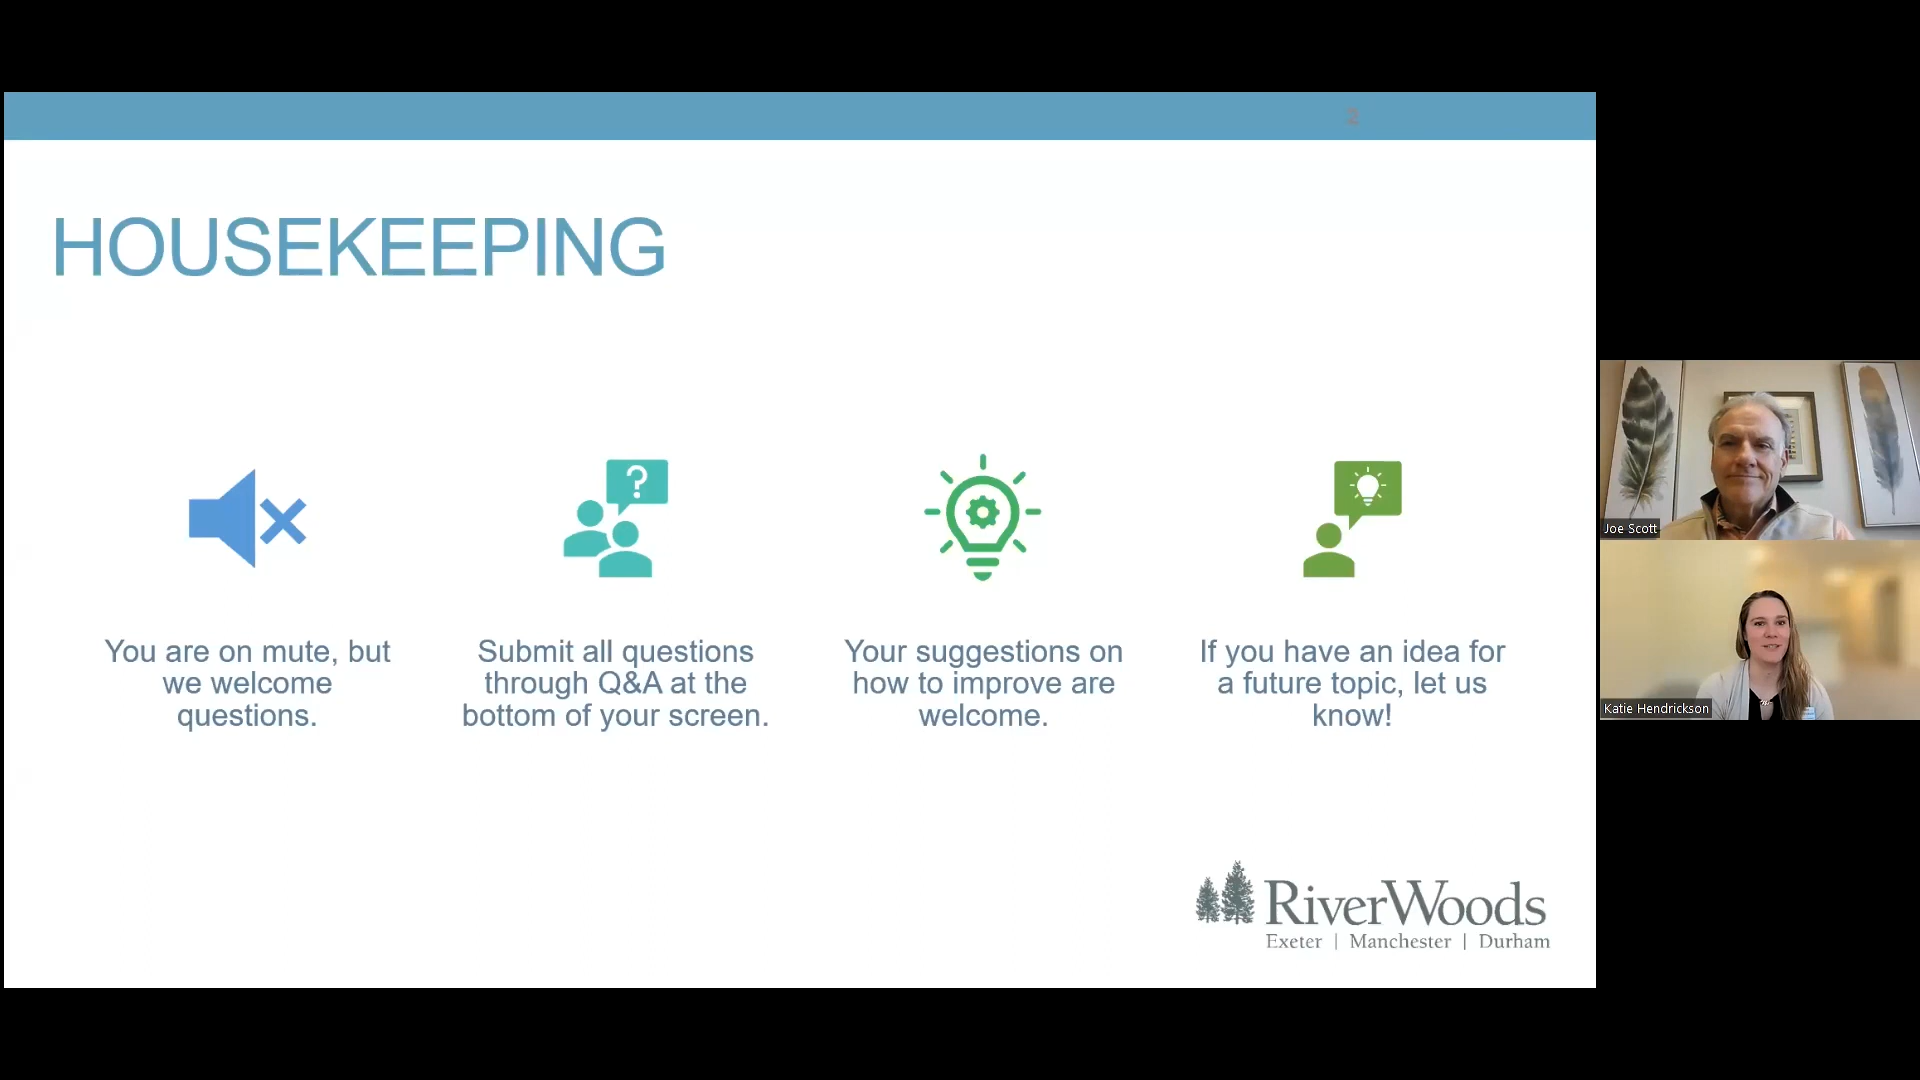 2
HOUSEKEEPING
?
You are on mute, but
we welcome
questions.
Submit all questions
through Q&A at the
bottom of your screen.
Your suggestions on
how to improve are
welcome.
If you have an idea for
a future topic, let us
know!
RiverWoods
Exeter | Manchester | Durham
Joe Scott
Katie Hendrickson